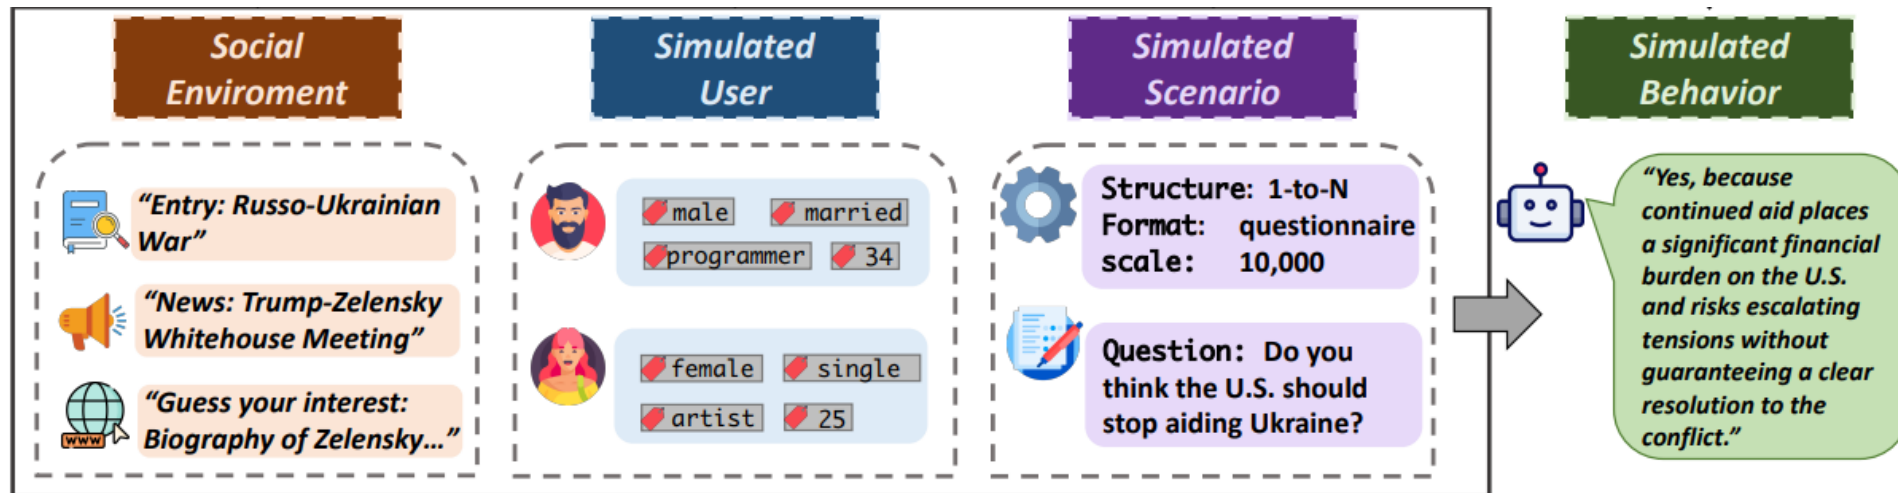 Social
Enviroment
“Entry: Russo-Ukrainian
War”
“News: Trump-Zelensky
Whitehouse Meeting”
www
“Guess your interest:
Biography of Zelensky…”
Simulated
User
male
married
programmer
34
female
single
artist
25
Simulated
Scenario
Structure: 1-to-N
Format: questionnaire
scale: 10,000
Question: Do you
think the U.S. should
stop aiding Ukraine?
Simulated
Behavior
“Yes, because
continued aid places
a significant financial
burden on the U.S.
and risks escalating
tensions without
guaranteeing a clear
resolution to the
conflict.”